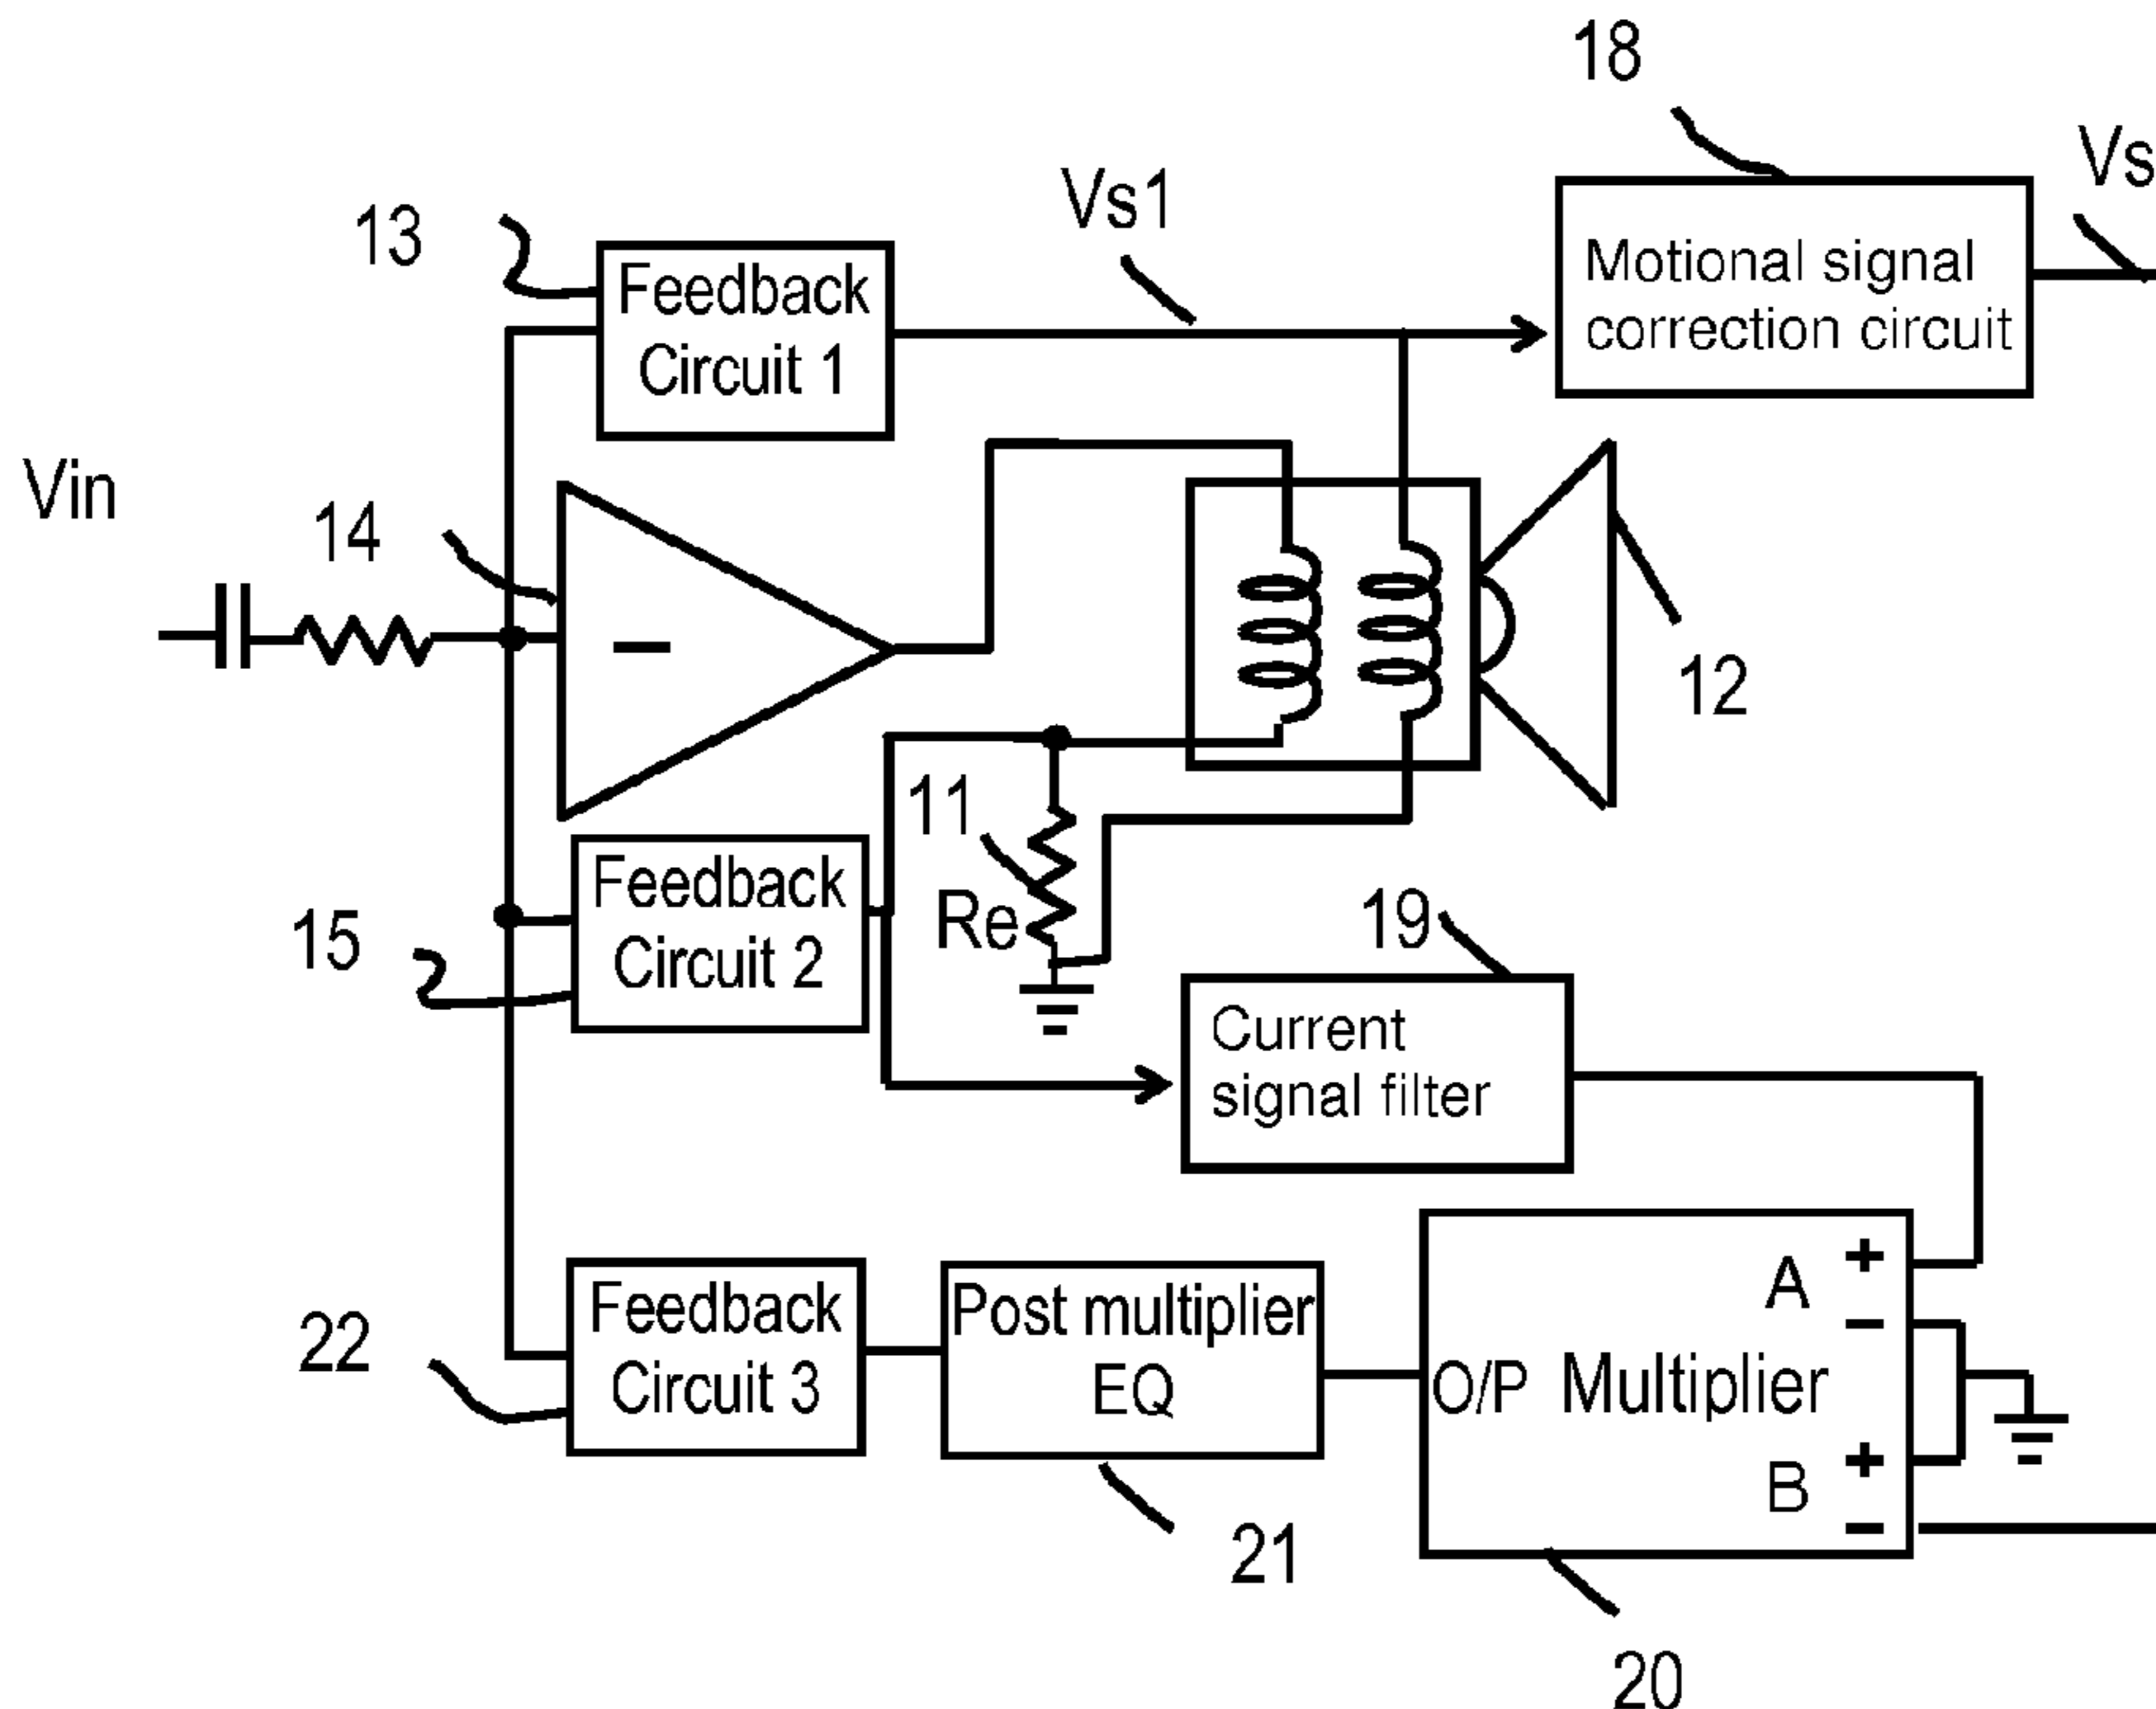 18
Vs
Vs1
13
Feedback
Circuit 1
Motional signal
correction circuit
Vin
14
–
12
11
Re
Feedback
Circuit 2
15
19
Current
signal filter
22
Feedback
Circuit 3
Post multiplier
EQ
O/P Multiplier
A + –
B + –
21
20